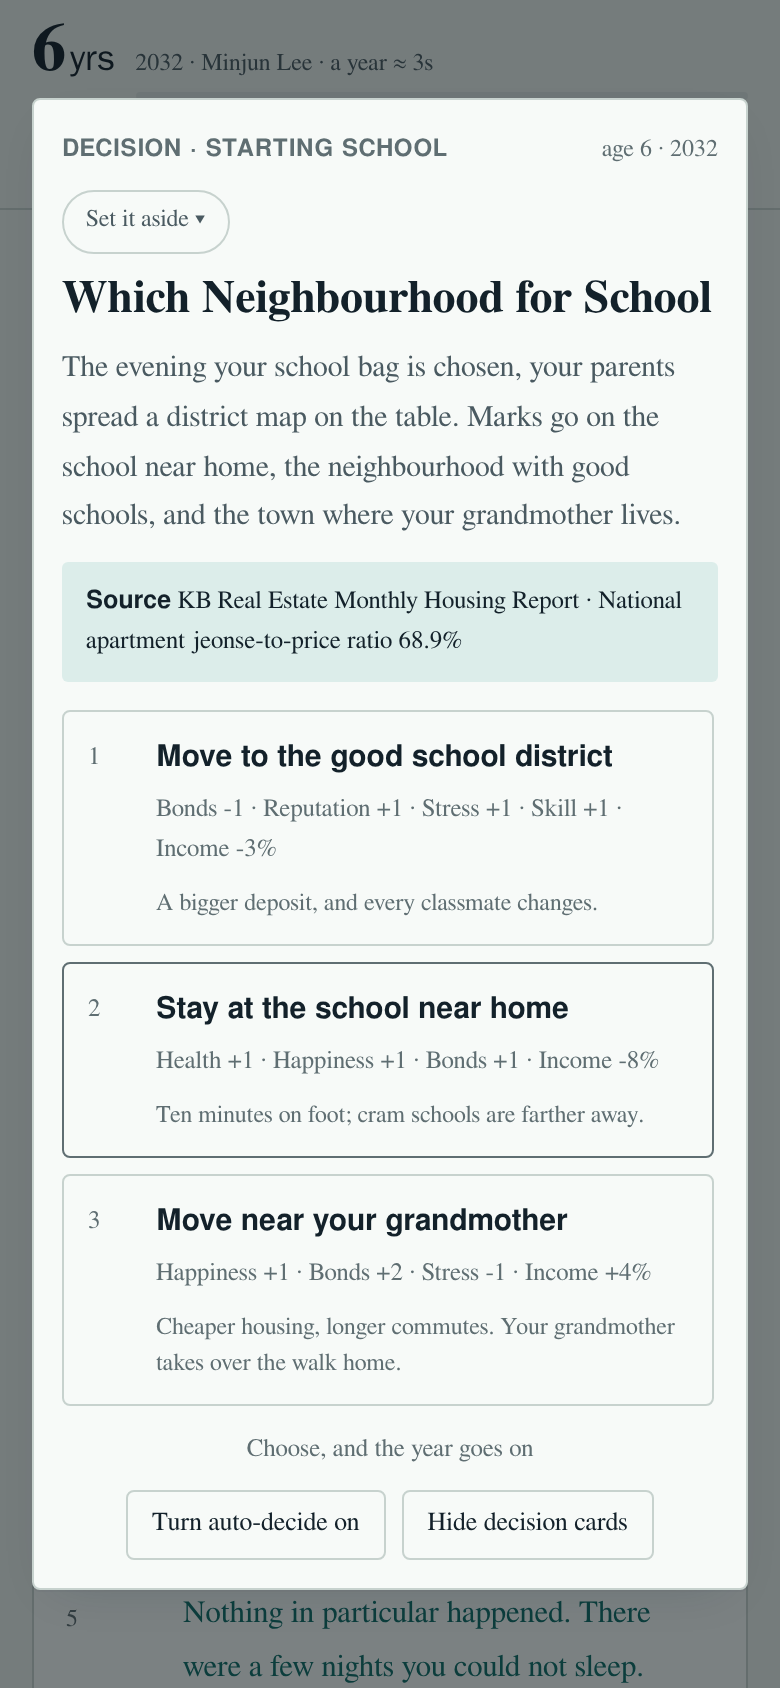 6 yrs 2032 · Minjun Lee · a year ≈ 3s
DECISION · STARTING SCHOOL age 6 · 2032
Set it aside ▾
Which Neighbourhood for School
The evening your school bag is chosen, your parents
spread a district map on the table. Marks go on the
school near home, the neighbourhood with good
schools, and the town where your grandmother lives.
Source KB Real Estate Monthly Housing Report · National
apartment jeonse-to-price ratio 68.9%
1 Move to the good school district
Bonds -1 · Reputation +1 · Stress +1 · Skill +1 ·
Income -3%
A bigger deposit, and every classmate changes.
2 Stay at the school near home
Health +1 · Happiness +1 · Bonds +1 · Income -8%
Ten minutes on foot; cram schools are farther away.
3 Move near your grandmother
Happiness +1 · Bonds +2 · Stress -1 · Income +4%
Cheaper housing, longer commutes. Your grandmother
takes over the walk home.
Choose, and the year goes on
Turn auto-decide on Hide decision cards
5 Nothing in particular happened. There
were a few nights you could not sleep.